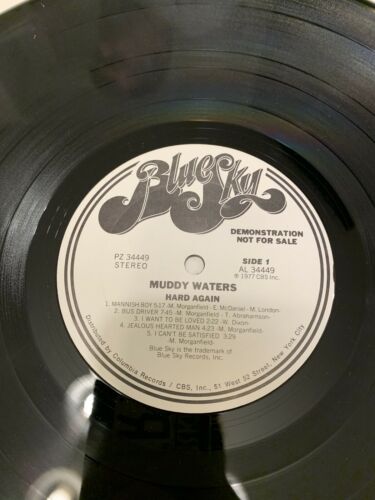 Blue Sky
DEMONSTRATION
NOT FOR SALE
PZ 34449
STEREO
SIDE 1
AL 34449
℗ 1977 CBS Inc.
MUDDY WATERS
HARD AGAIN
1. MANNISH BOY 5:17 -M. Morganfield- E. McDaniel- M. London-
2. BUS DRIVER 7:45 -M. Morganfield- T. Abrahamson-
3. I WANT TO BE LOVED 2:22 -W. Dixon-
4. JEALOUS HEARTED MAN 4:23 -M. Morganfield-
5. I CAN'T BE SATISFIED 3:29
-M. Morganfield-
Blue Sky is the trademark of
Blue Sky Records, Inc.
Distributed by Columbia Records / CBS, Inc., 51 West 52 Street, New York City